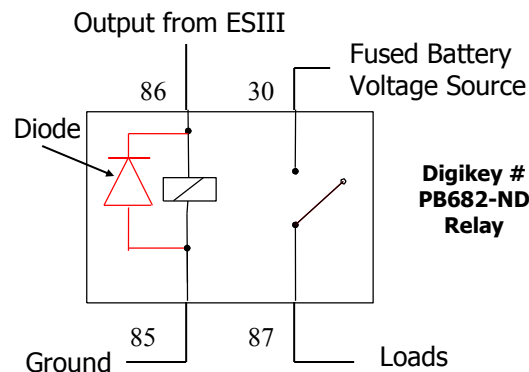 Output from ESIII
Fused Battery
Voltage Source
86
30
Diode
Digikey #
PB682-ND
Relay
85
87
Ground
Loads